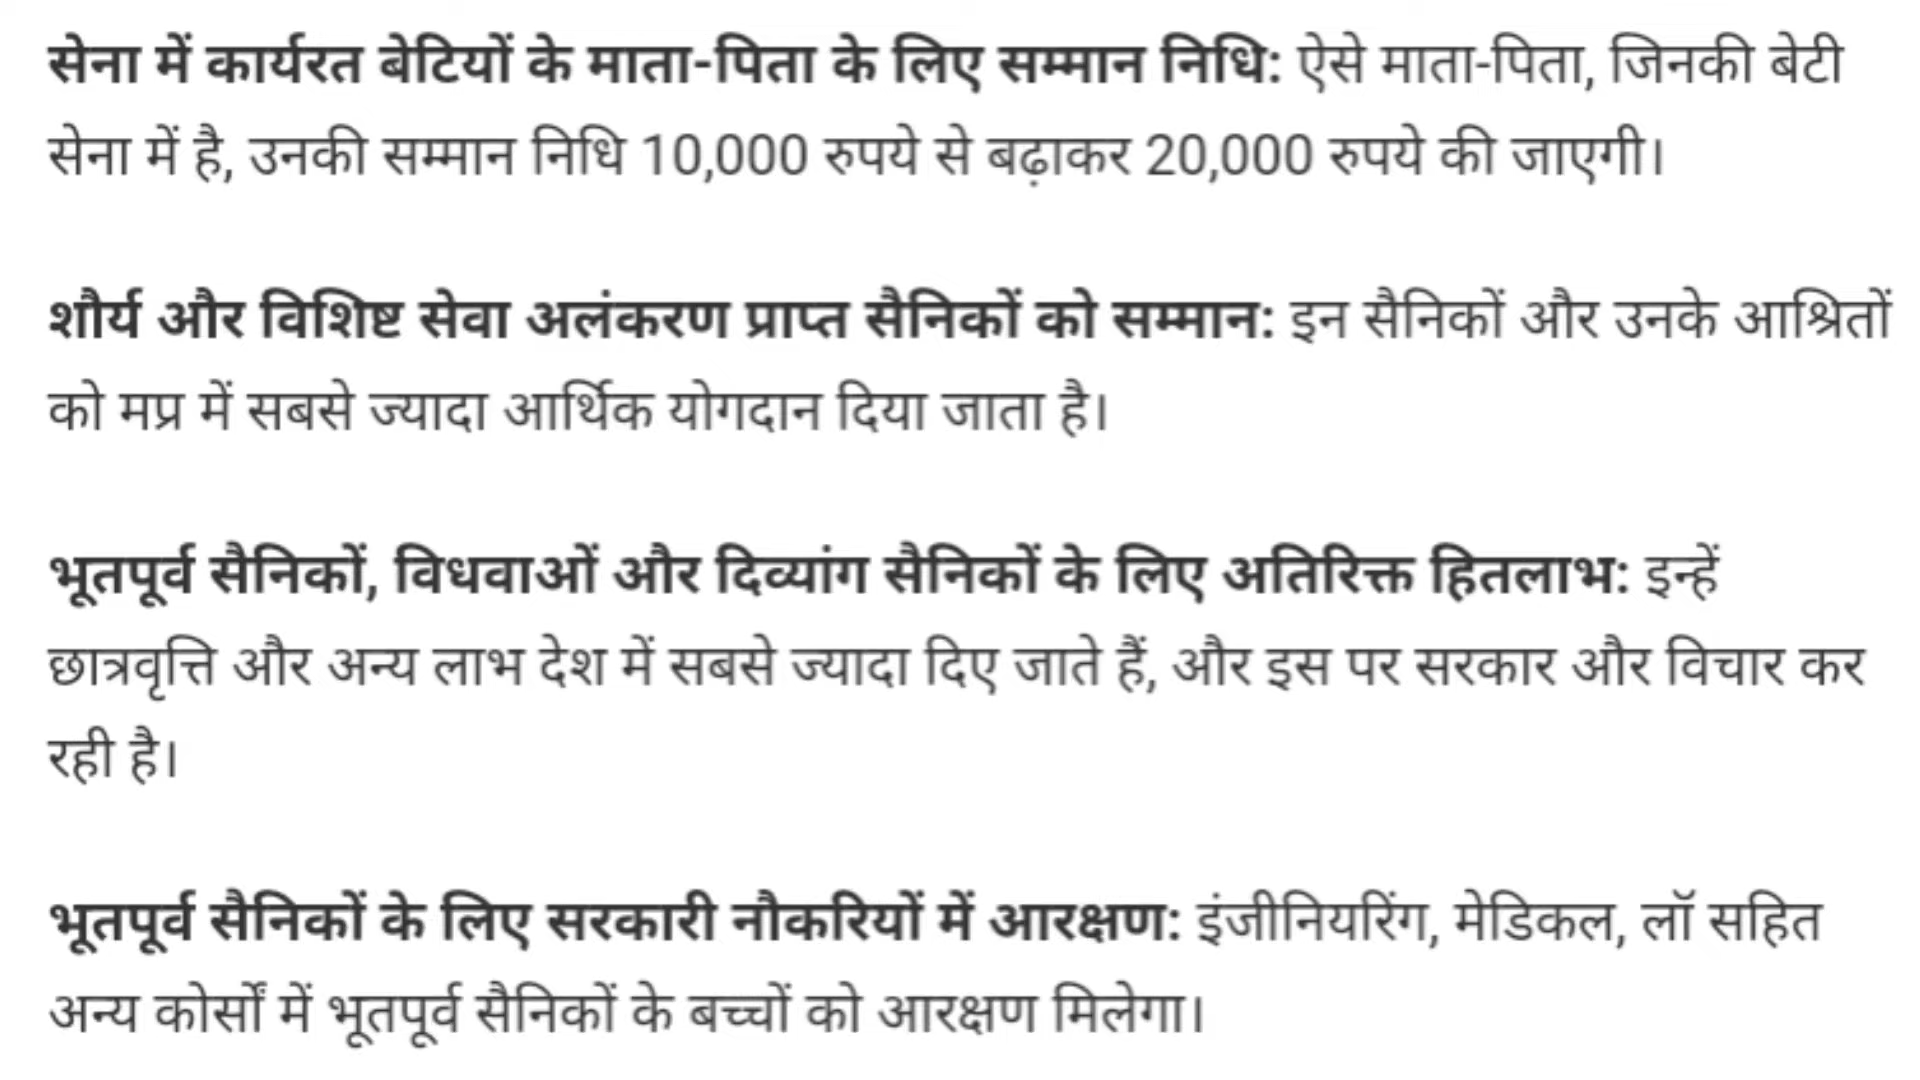 सेना में कार्यरत बेटियों के माता-पिता के लिए सम्मान निधि: ऐसे माता-पिता, जिनकी बेटी
सेना में है, उनकी सम्मान निधि 10,000 रुपये से बढ़ाकर 20,000 रुपये की जाएगी।
शौर्य और विशिष्ट सेवा अलंकरण प्राप्त सैनिकों को सम्मान: इन सैनिकों और उनके आश्रितों
को मप्र में सबसे ज्यादा आर्थिक योगदान दिया जाता है।
भूतपूर्व सैनिकों, विधवाओं और दिव्यांग सैनिकों के लिए अतिरिक्त हितलाभ: इन्हें
छात्रवृत्ति और अन्य लाभ देश में सबसे ज्यादा दिए जाते हैं, और इस पर सरकार और विचार कर
रही है।
भूतपूर्व सैनिकों के लिए सरकारी नौकरियों में आरक्षण: इंजीनियरिंग, मेडिकल, लॉ सहित
अन्य कोर्सों में भूतपूर्व सैनिकों के बच्चों को आरक्षण मिलेगा।